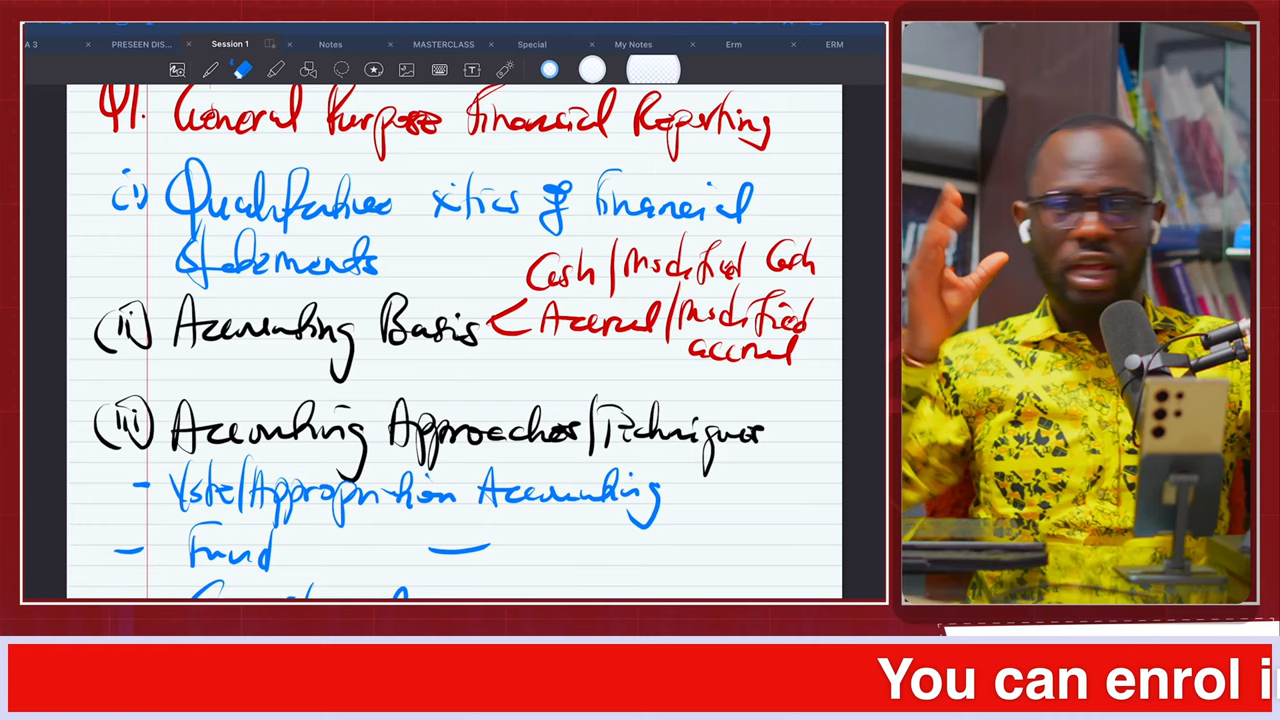 A 3
PRESEEN DIS...
Session 1
Notes
MASTERCLASS
Special
My Notes
Erm
ERM
Q1. General Purpose Financial Reporting
(i) Qualitative xtics of Financial
Statements
Cash/Modified Cash
(ii) Accounting Basis < Accrual/Modified
accrual
(iii) Accounting Approaches/Techniques
- Vote/Appropriation Accounting
- Fund —
You can enrol i